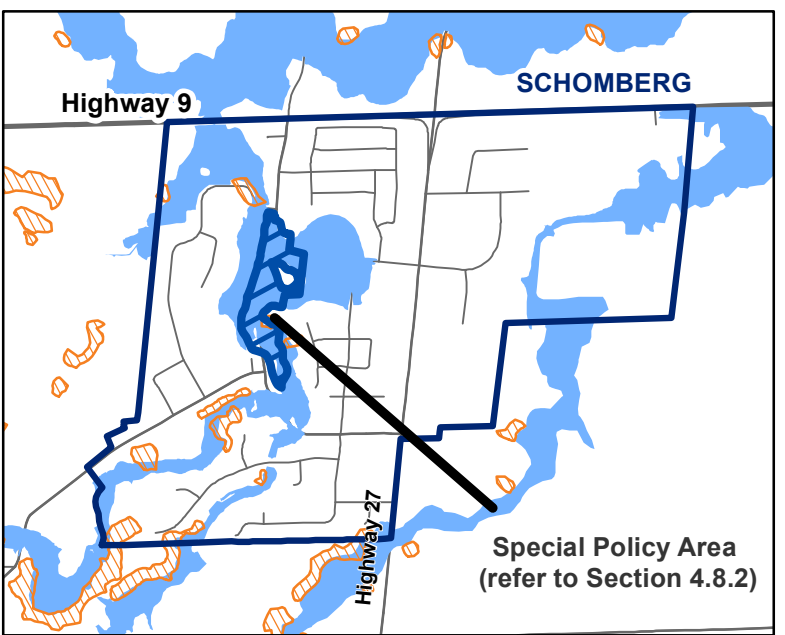 SCHOMBERG
Highway 9
Highway 27
Special Policy Area
(refer to Section 4.8.2)